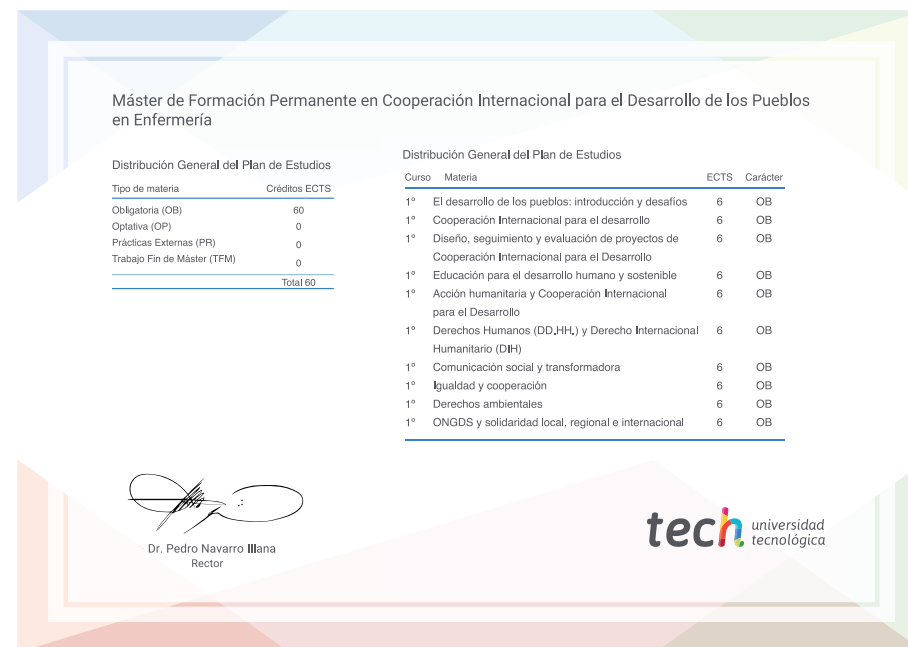 Máster de Formación Permanente en Cooperación Internacional para el Desarrollo de los Pueblos
en Enfermería
Distribución General del Plan de Estudios
Tipo de materia Créditos ECTS
Obligatoria (OB) 60
Optativa (OP) 0
Prácticas Externas (PR) 0
Trabajo Fin de Máster (TFM) 0
Total 60
Distribución General del Plan de Estudios
Curso Materia ECTS Carácter
1º El desarrollo de los pueblos: introducción y desafíos 6 OB
1º Cooperación Internacional para el desarrollo 6 OB
1º Diseño, seguimiento y evaluación de proyectos de 6 OB
Cooperación Internacional para el Desarrollo
1º Educación para el desarrollo humano y sostenible 6 OB
1º Acción humanitaria y Cooperación Internacional 6 OB
para el Desarrollo
1º Derechos Humanos (DD.HH.) y Derecho Internacional 6 OB
Humanitario (DIH)
1º Comunicación social y transformadora 6 OB
1º Igualdad y cooperación 6 OB
1º Derechos ambientales 6 OB
1º ONGDS y solidaridad local, regional e internacional 6 OB
Dr. Pedro Navarro Illana
Rector
tech universidad
tecnológica